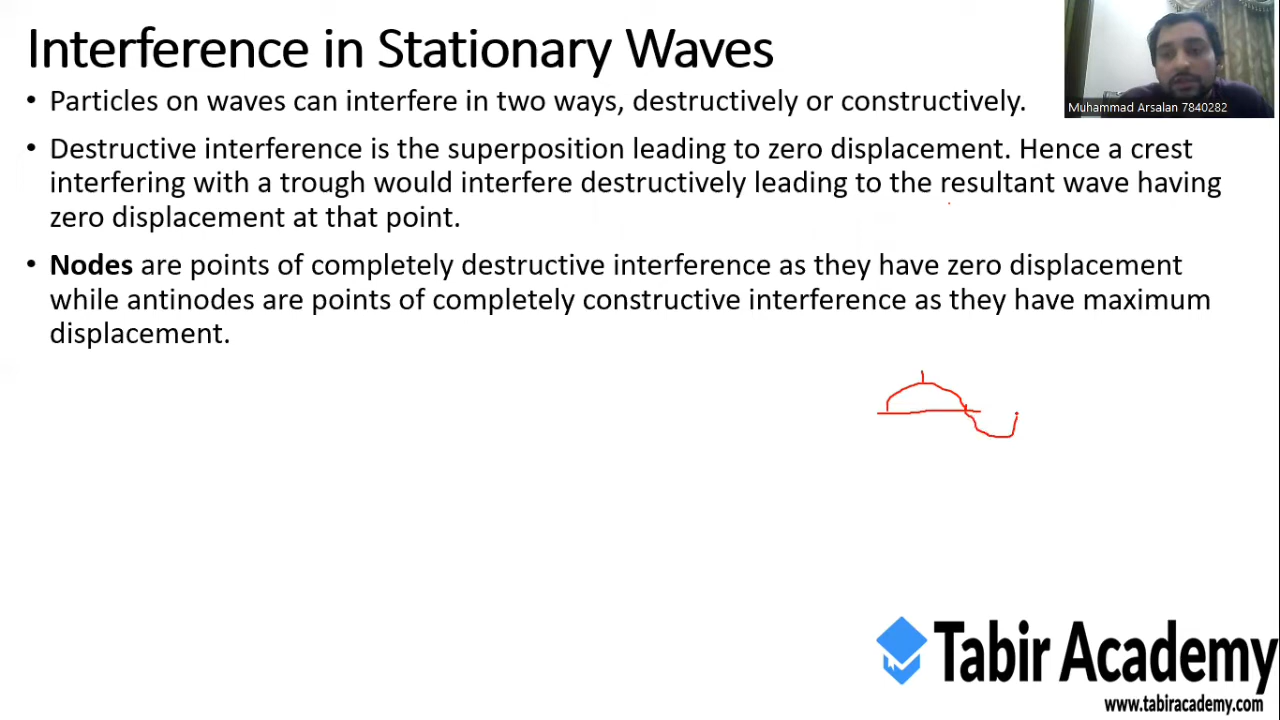 Interference in Stationary Waves
• Particles on waves can interfere in two ways, destructively or constructively.
• Destructive interference is the superposition leading to zero displacement. Hence a crest
interfering with a trough would interfere destructively leading to the resultant wave having
zero displacement at that point.
• Nodes are points of completely destructive interference as they have zero displacement
while antinodes are points of completely constructive interference as they have maximum
displacement.
Muhammad Arsalan 7840282
Tabir Academy
www.tabiracademy.com